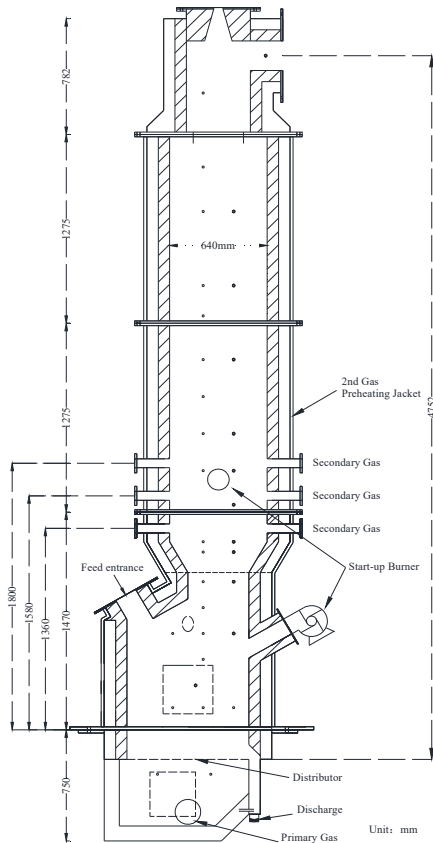 782
1275
640mm
2nd Gas
Preheating Jacket
4752
1275
Secondary Gas
Secondary Gas
Secondary Gas
Feed entrance
Start-up Burner
1800
1580
1360
1470
Distributor
750
Discharge
Primary Gas
Unit: mm